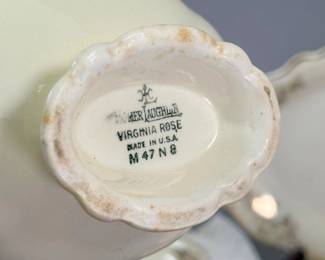 HOMER LAUGHLIN
VIRGINIA ROSE
MADE IN U.S.A.
M 47 N 8